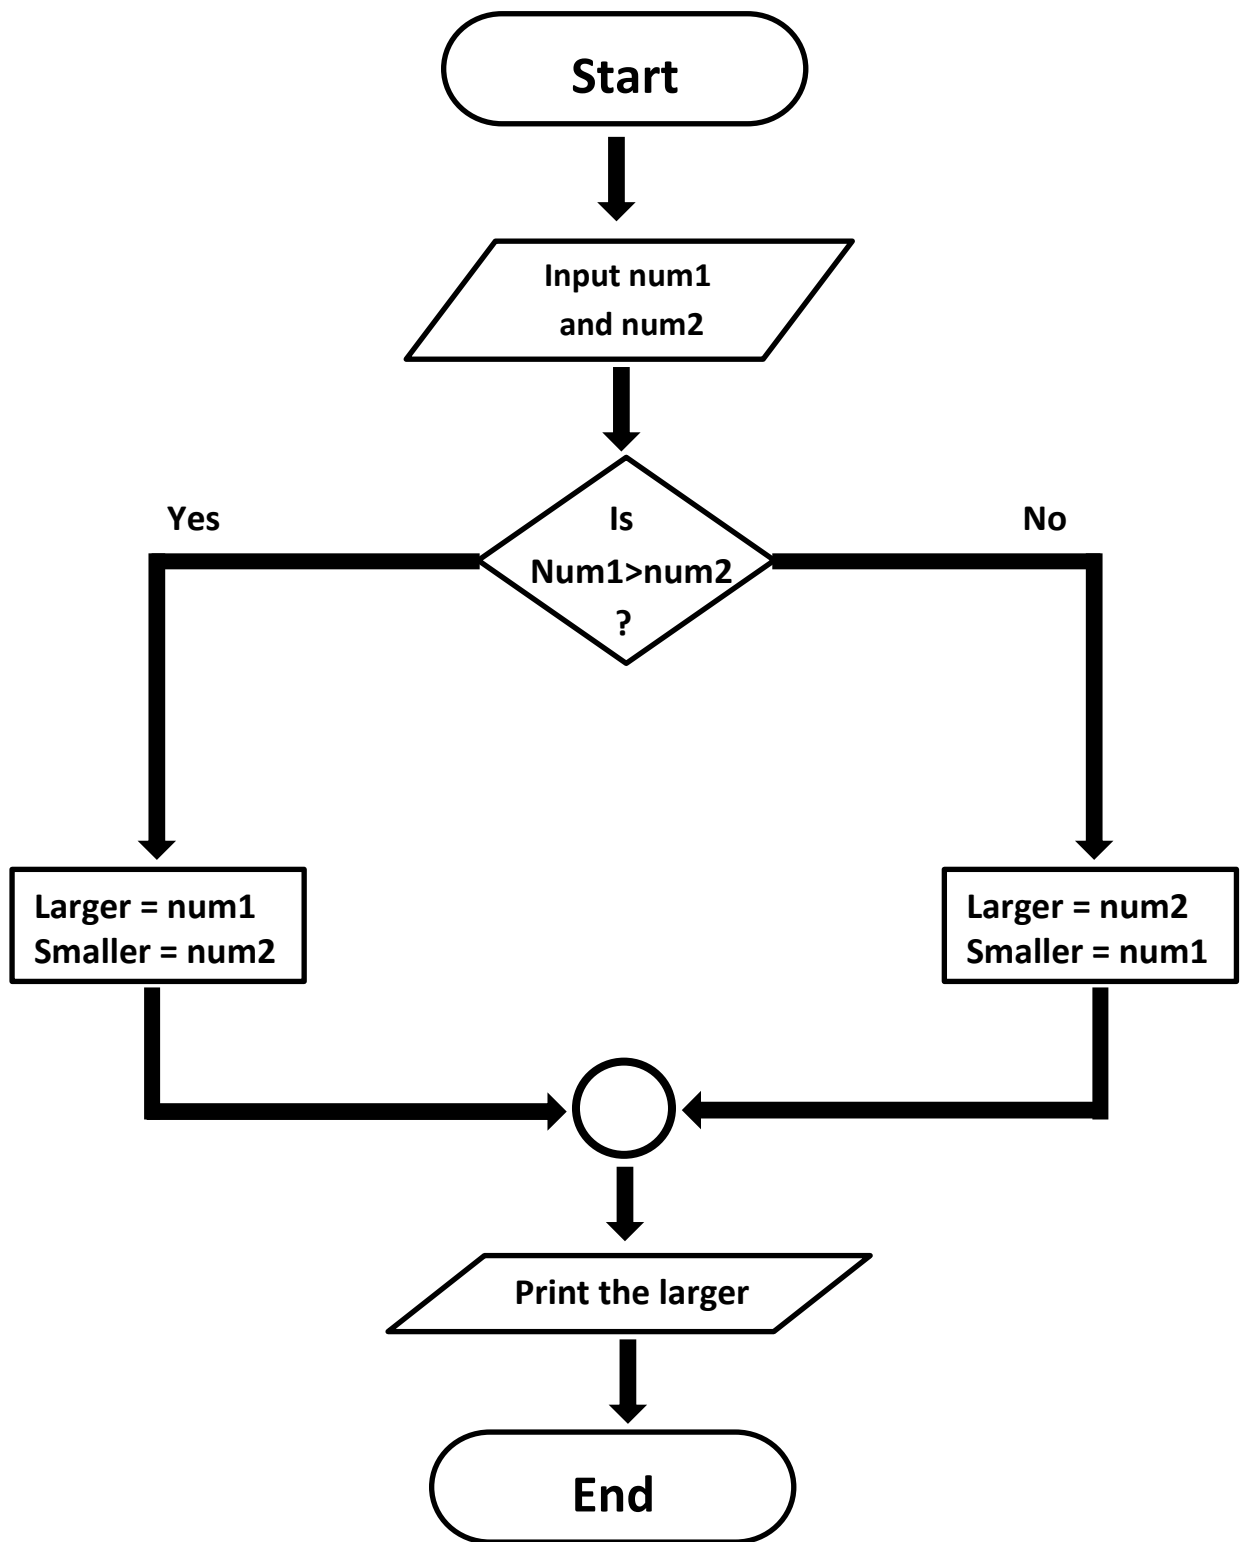 Start
Input num1
and num2
Yes
Is
No
Num1>num2
?
Larger = num1
Smaller = num2
Larger = num2
Smaller = num1
Print the larger
End